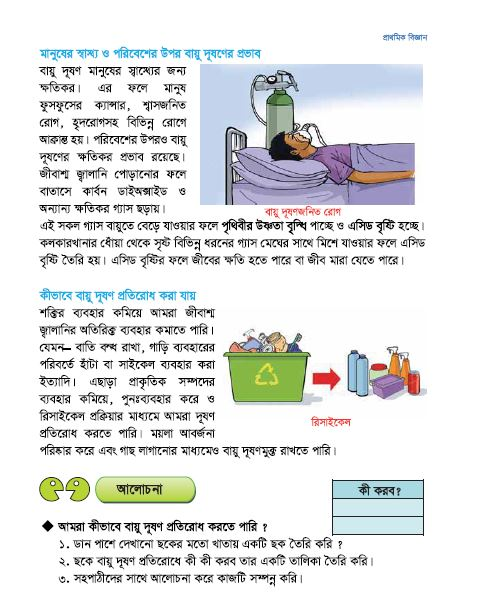 প্রাথমিক বিজ্ঞান
মানুষের স্বাস্থ্য ও পরিবেশের উপর বায়ু দূষণের প্রভাব
বায়ু দূষণ মানুষের স্বাস্থ্যের জন্য
ক্ষতিকর। এর ফলে মানুষ
ফুসফুসের ক্যান্সার, শ্বাসজনিত
রোগ, হৃদরোগসহ বিভিন্ন রোগে
আক্রান্ত হয়। পরিবেশের উপরও বায়ু
দূষণের ক্ষতিকর প্রভাব রয়েছে।
জীবাশ্ম জ্বালানি পোড়ানোর ফলে
বাতাসে কার্বন ডাইঅক্সাইড ও
অন্যান্য ক্ষতিকর গ্যাস ছড়ায়।
বায়ু দূষণজনিত রোগ
এই সকল গ্যাস বায়ুতে বেড়ে যাওয়ার ফলে পৃথিবীর উষ্ণতা বৃদ্ধি পাচ্ছে ও এসিড বৃষ্টি হচ্ছে।
কলকারখানার ধোঁয়া থেকে সৃষ্ট বিভিন্ন ধরনের গ্যাস মেঘের সাথে মিশে যাওয়ার ফলে এসিড
বৃষ্টি তৈরি হয়। এসিড বৃষ্টির ফলে জীবের ক্ষতি হতে পারে বা জীব মারা যেতে পারে।
কীভাবে বায়ু দূষণ প্রতিরোধ করা যায়
শক্তির ব্যবহার কমিয়ে আমরা জীবাশ্ম
জ্বালানির অতিরিক্ত ব্যবহার কমাতে পারি।
যেমন— বাতি বন্ধ রাখা, গাড়ি ব্যবহারের
পরিবর্তে হাঁটা বা সাইকেল ব্যবহার করা
ইত্যাদি। এছাড়া প্রাকৃতিক সম্পদের
ব্যবহার কমিয়ে, পুনঃব্যবহার করে ও
রিসাইকেল প্রক্রিয়ার মাধ্যমে আমরা দূষণ
প্রতিরোধ করতে পারি। ময়লা আবর্জনা
রিসাইকেল
পরিষ্কার করে এবং গাছ লাগানোর মাধ্যমেও বায়ু দূষণমুক্ত রাখতে পারি।
আলোচনা
কী করব?
◆ আমরা কীভাবে বায়ু দূষণ প্রতিরোধ করতে পারি ?
১. ডান পাশে দেখানো ছকের মতো খাতায় একটি ছক তৈরি করি ?
২. ছকে বায়ু দূষণ প্রতিরোধে কী কী করব তার একটি তালিকা তৈরি করি।
৩. সহপাঠীদের সাথে আলোচনা করে কাজটি সম্পন্ন করি।